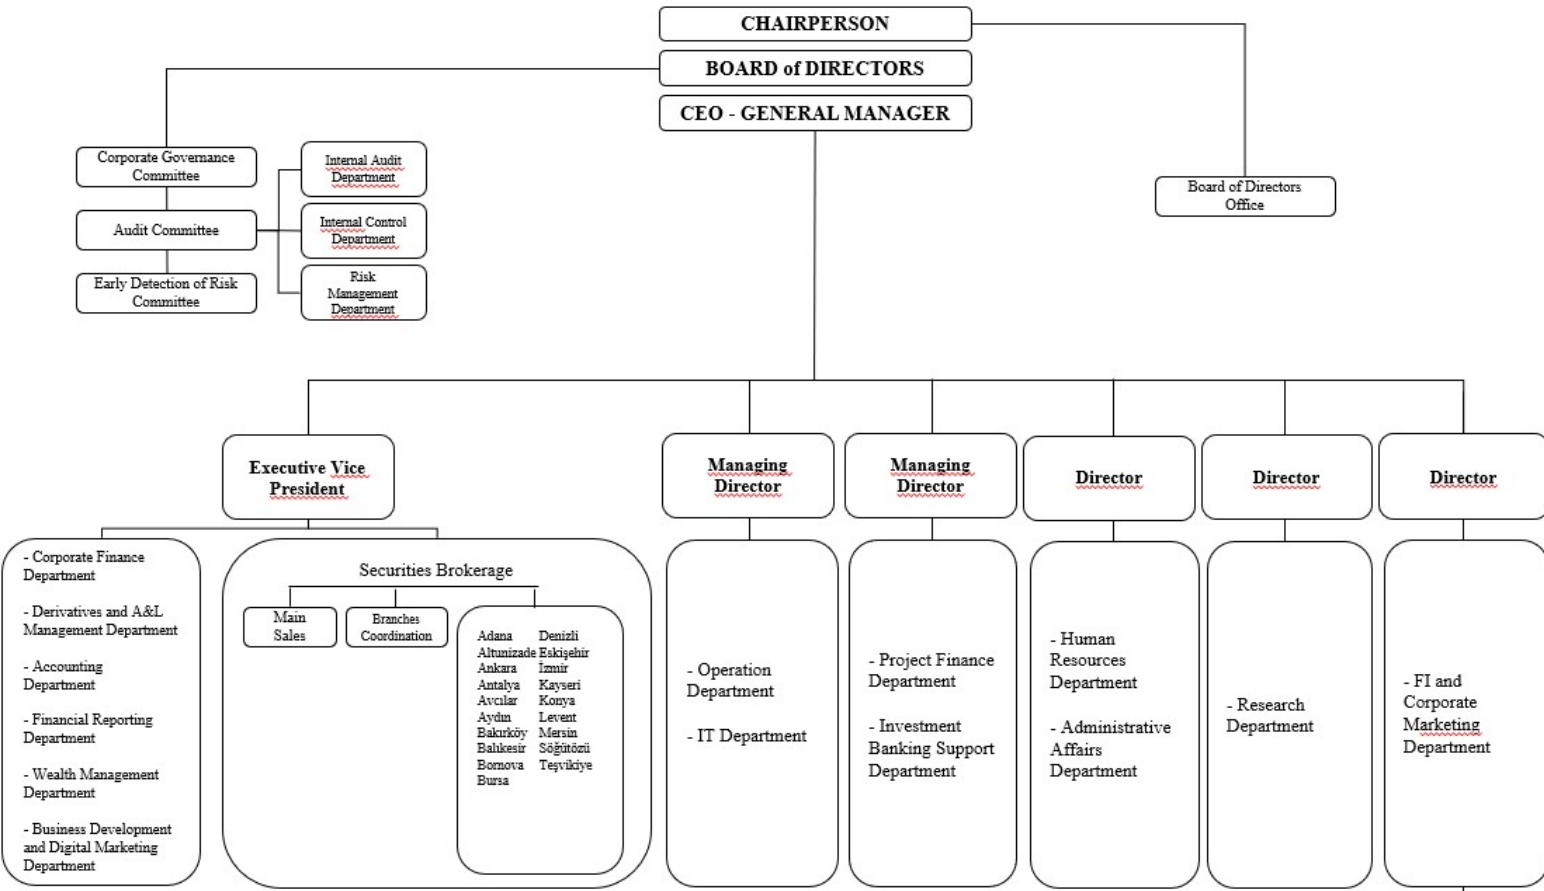 CHAIRPERSON
BOARD of DIRECTORS
CEO - GENERAL MANAGER
Corporate Governance
Committee
Audit Committee
Early Detection of Risk
Committee
Internal Audit
Department
Internal Control
Department
Risk
Management
Department
Board of Directors
Office
Executive Vice
President
Managing
Director
Managing
Director
Director
Director
Director
- Corporate Finance
Department
- Derivatives and A&L
Management Department
- Accounting
Department
- Financial Reporting
Department
- Wealth Management
Department
- Business Development
and Digital Marketing
Department
Securities Brokerage
Main
Sales
Branches
Coordination
Adana Denizli
Altunizade Eskişehir
Ankara İzmir
Antalya Kayseri
Avcılar Konya
Aydın Levent
Bakırköy Mersin
Balıkesir Söğütözü
Bornova Teşvikiye
Bursa
- Operation
Department
- IT Department
- Project Finance
Department
- Investment
Banking Support
Department
- Human
Resources
Department
- Administrative
Affairs
Department
- Research
Department
- FI and
Corporate
Marketing
Department